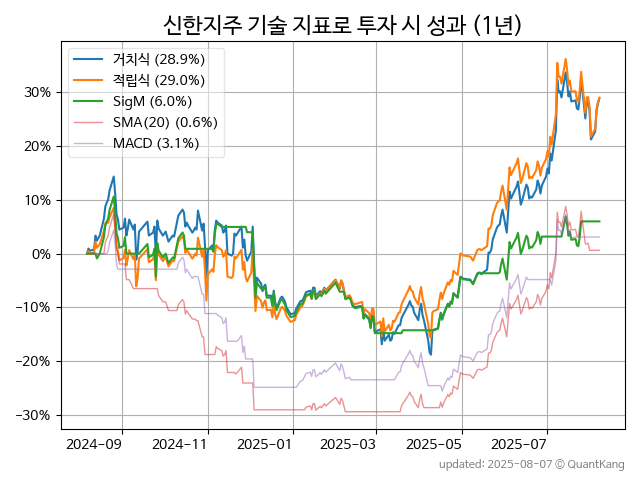 신한지주 기술 지표로 투자 시 성과 (1년)
거치식 (28.9%)
적립식 (29.0%)
SigM (6.0%)
SMA(20) (0.6%)
MACD (3.1%)
30%
20%
10%
0%
−10%
−20%
−30%
2024-09 2024-11 2025-01 2025-03 2025-05 2025-07
updated: 2025-08-07 © QuantKang